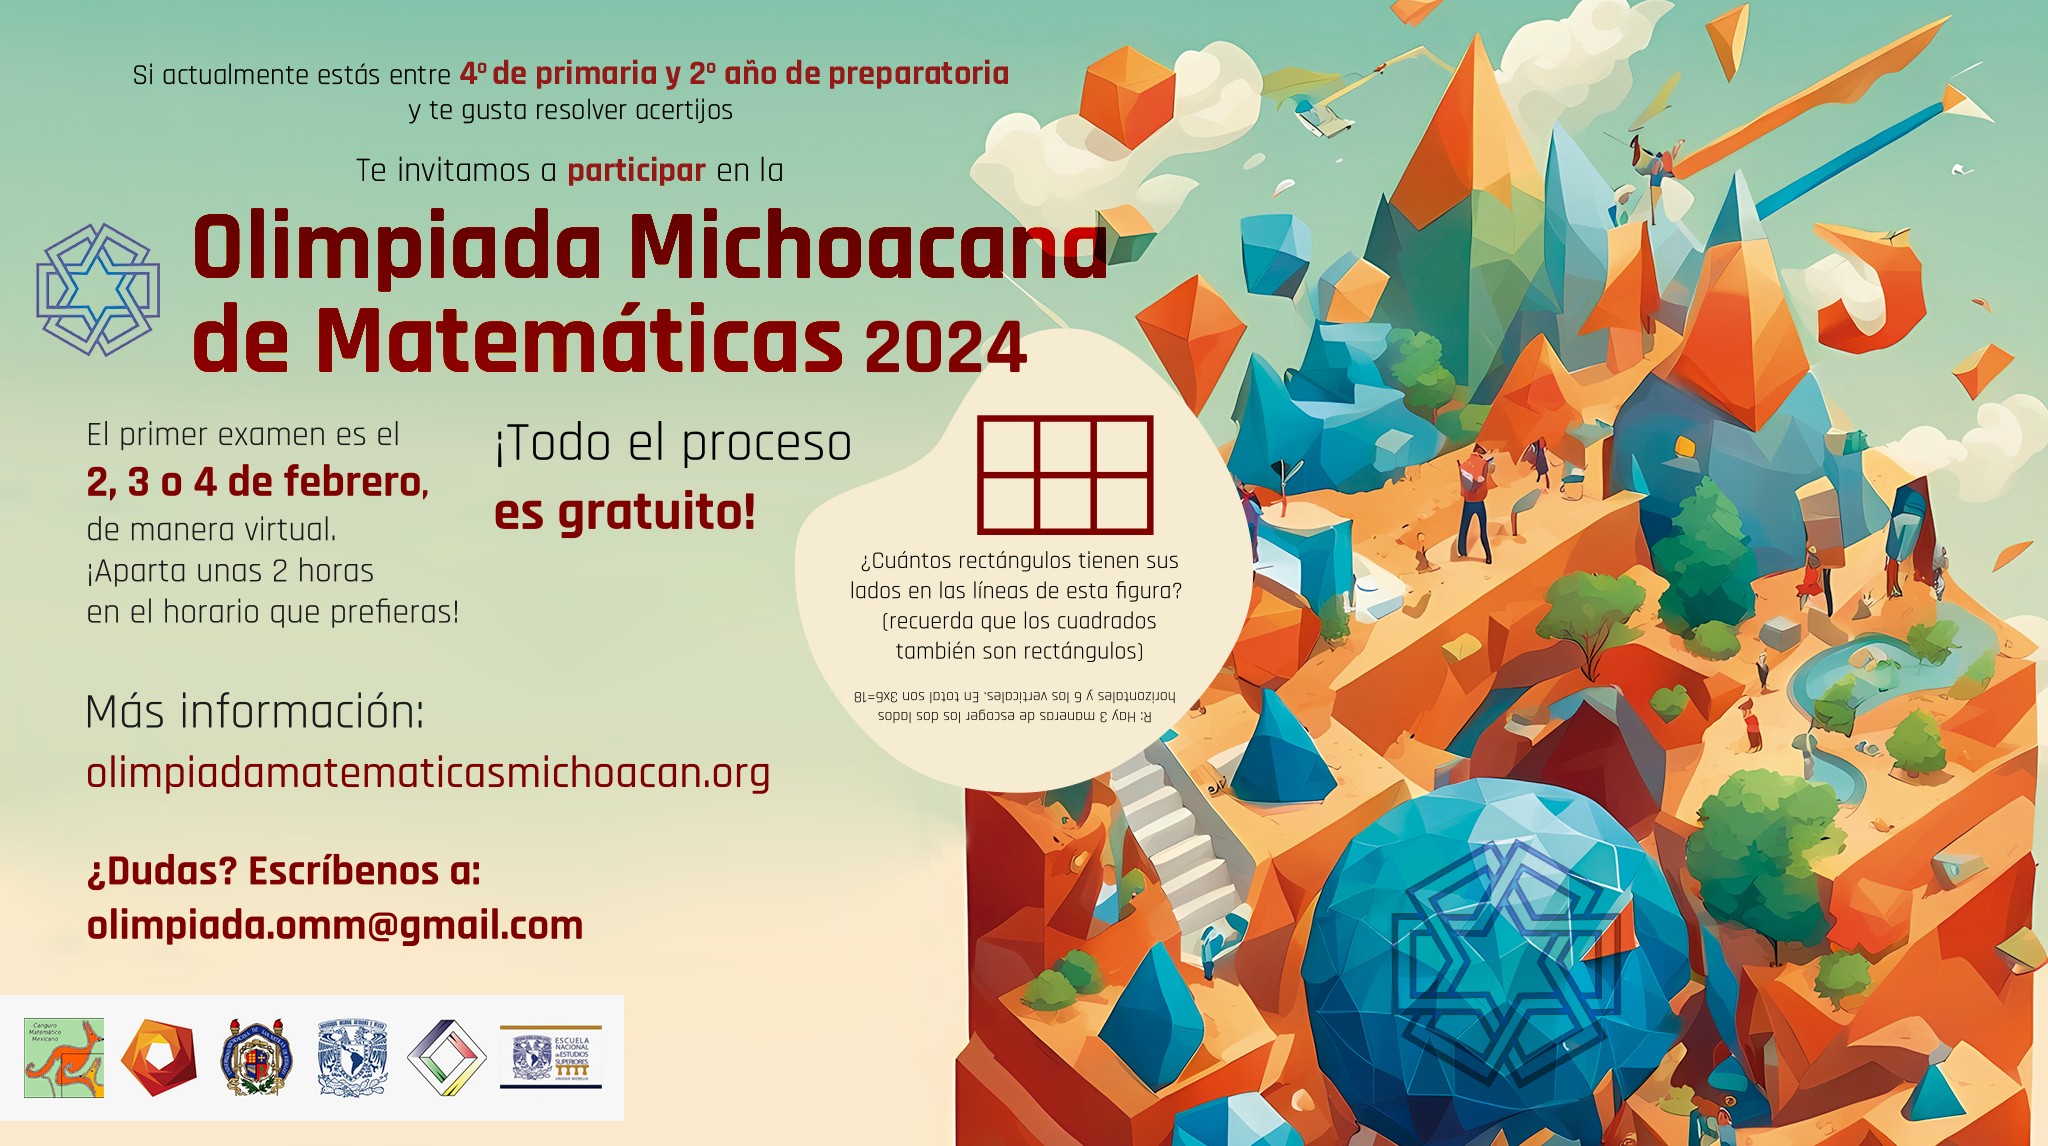 Si actualmente estás entre 4º de primaria y 2º año de preparatoria
y te gusta resolver acertijos
Te invitamos a participar en la
Olimpiada Michoacana
de Matemáticas 2024
El primer examen es el
2, 3 o 4 de febrero,
de manera virtual.
¡Aparta unas 2 horas
en el horario que prefieras!
¡Todo el proceso
es gratuito!
¿Cuántos rectángulos tienen sus
lados en las líneas de esta figura?
(recuerda que los cuadrados
también son rectángulos)
R: Hay 3 maneras de escoger los dos lados
horizontales y 6 los verticales. En total son 3x6=18
Más información:
olimpiadamatematicasmichoacan.org
¿Dudas? Escríbenos a:
olimpiada.omm@gmail.com
Canguro
Matemático
Mexicano
ESCUELA
NACIONAL
de ESTUDIOS
SUPERIORES
UNIDAD MORELIA